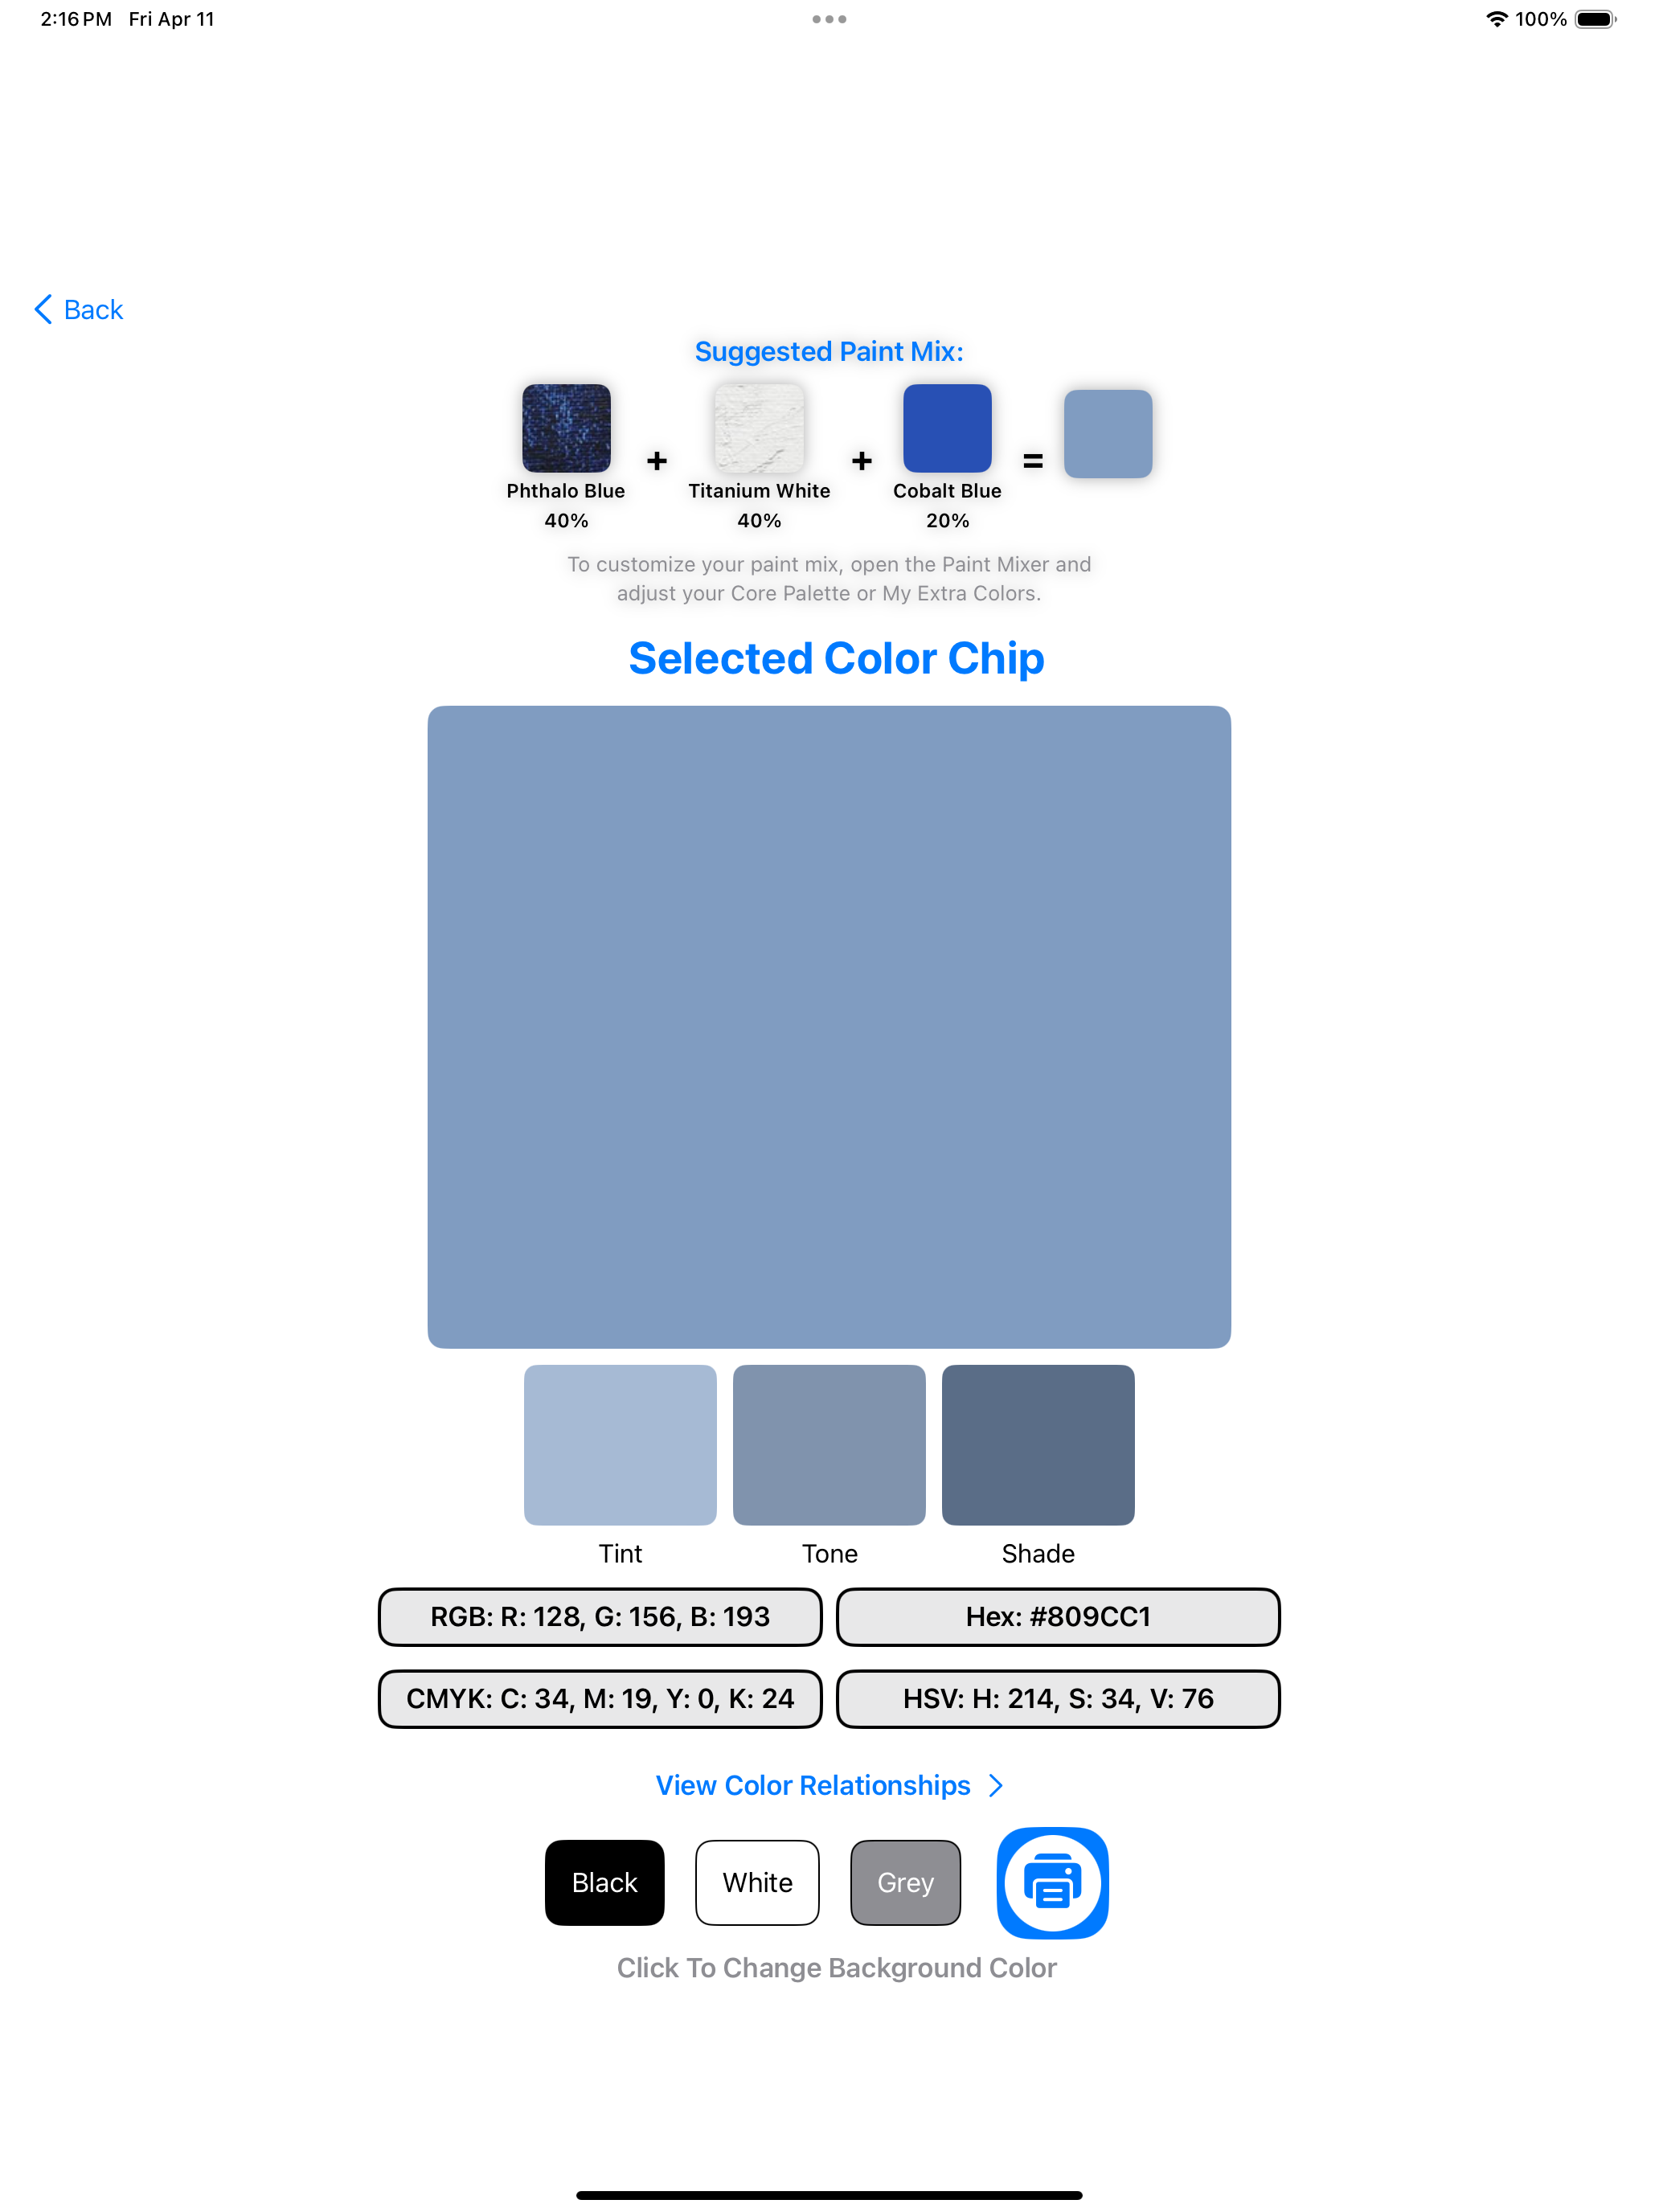 2:16 PM Fri Apr 11
100%
Back
Suggested Paint Mix:
+ + =
Phthalo Blue Titanium White Cobalt Blue
40% 40% 20%
To customize your paint mix, open the Paint Mixer and
adjust your Core Palette or My Extra Colors.
Selected Color Chip
Tint Tone Shade
RGB: R: 128, G: 156, B: 193 Hex: #809CC1
CMYK: C: 34, M: 19, Y: 0, K: 24 HSV: H: 214, S: 34, V: 76
View Color Relationships
Black White Grey
Click To Change Background Color